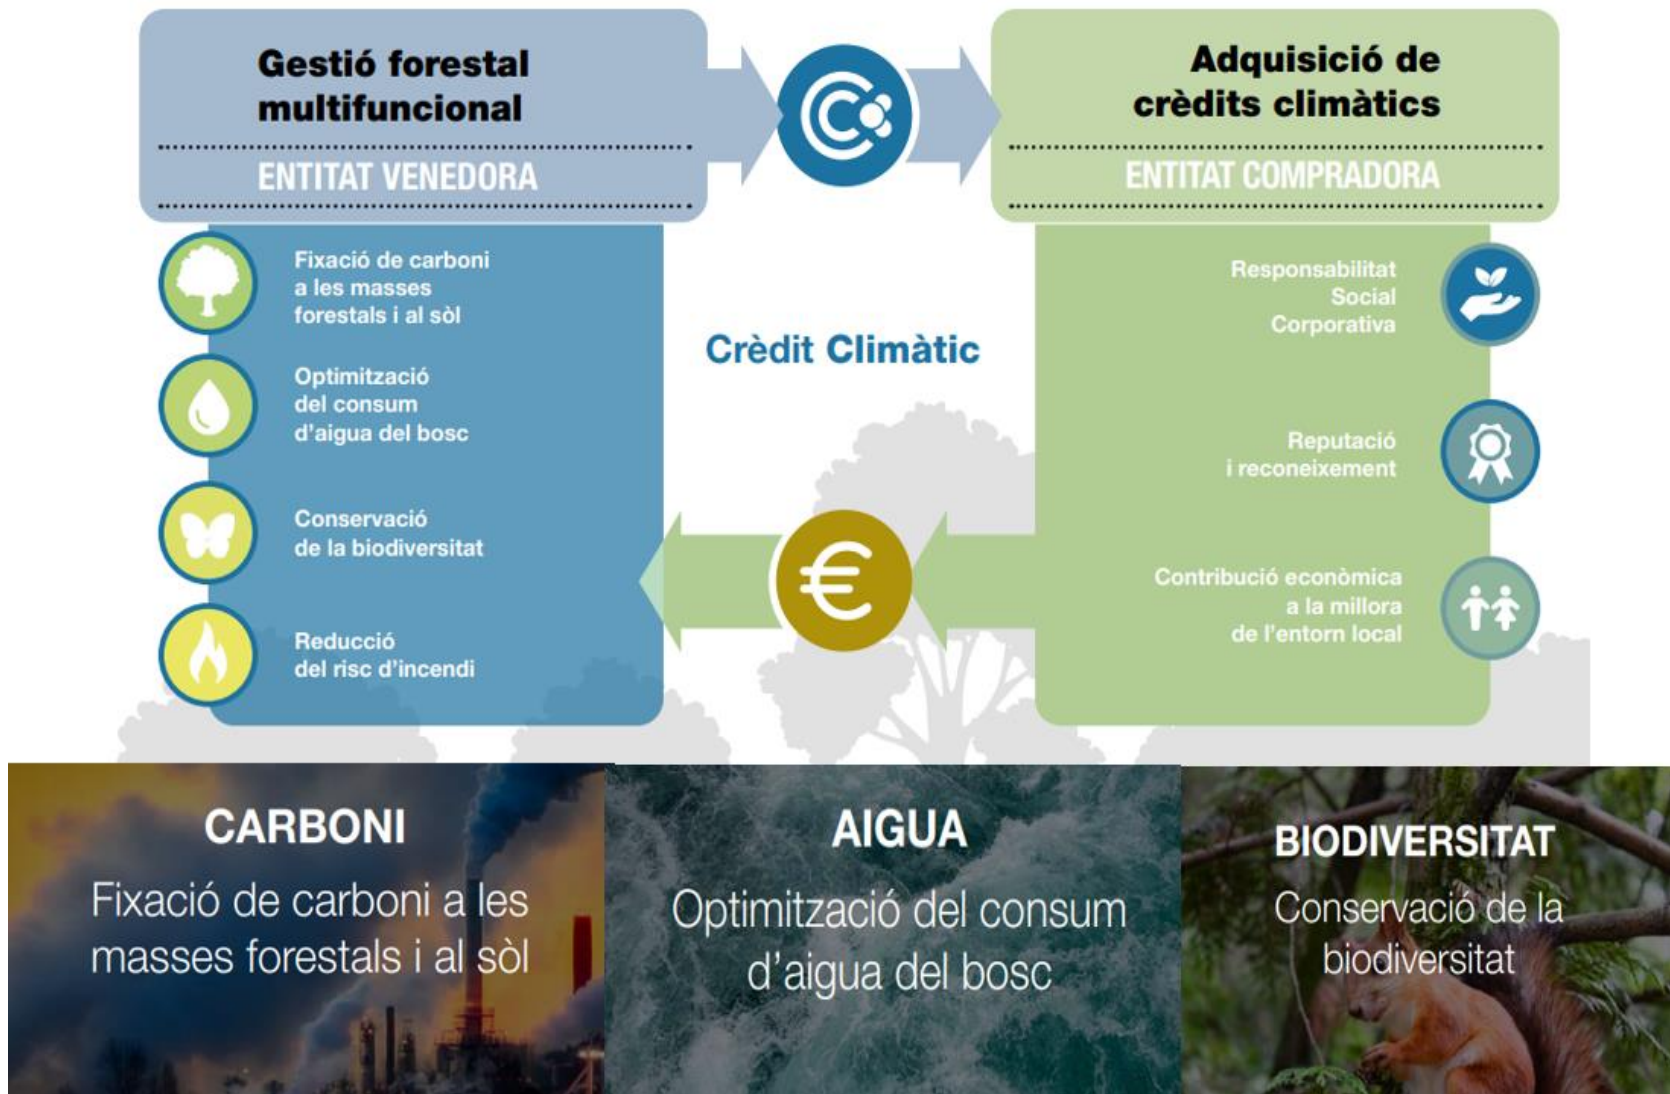 Gestió forestal
multifuncional
ENTITAT VENEDORA
Fixació de carboni
a les masses
forestals i al sòl
Optimització
del consum
d'aigua del bosc
Conservació
de la biodiversitat
Reducció
del risc d'incendi
Crèdit Climàtic
€
Adquisició de
crèdits climàtics
ENTITAT COMPRADORA
Responsabilitat
Social
Corporativa
Reputació
i reconeixement
Contribució econòmica
a la millora
de l'entorn local
CARBONI
Fixació de carboni a les
masses forestals i al sòl
AIGUA
Optimització del consum
d'aigua del bosc
BIODIVERSITAT
Conservació de la
biodiversitat